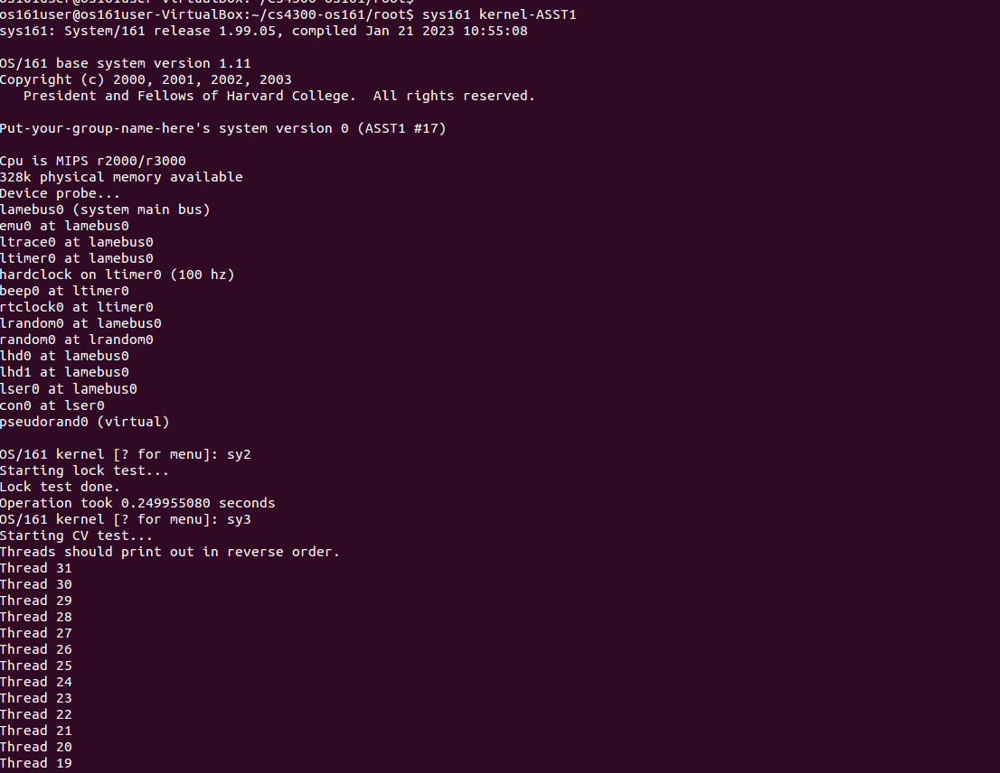 os161user@os161user-VirtualBox:~/cs4300-os161/root$
os161user@os161user-VirtualBox:~/cs4300-os161/root$ sys161 kernel-ASST1
sys161: System/161 release 1.99.05, compiled Jan 21 2023 10:55:08
OS/161 base system version 1.11
Copyright (c) 2000, 2001, 2002, 2003
President and Fellows of Harvard College.  All rights reserved.
Put-your-group-name-here's system version 0 (ASST1 #17)
Cpu is MIPS r2000/r3000
328k physical memory available
Device probe...
lamebus0 (system main bus)
emu0 at lamebus0
ltrace0 at lamebus0
ltimer0 at lamebus0
hardclock on ltimer0 (100 hz)
beep0 at ltimer0
rtclock0 at ltimer0
lrandom0 at lamebus0
random0 at lrandom0
lhd0 at lamebus0
lhd1 at lamebus0
lser0 at lamebus0
con0 at lser0
pseudorand0 (virtual)
OS/161 kernel [? for menu]: sy2
Starting lock test...
Lock test done.
Operation took 0.249955080 seconds
OS/161 kernel [? for menu]: sy3
Starting CV test...
Threads should print out in reverse order.
Thread 31
Thread 30
Thread 29
Thread 28
Thread 27
Thread 26
Thread 25
Thread 24
Thread 23
Thread 22
Thread 21
Thread 20
Thread 19